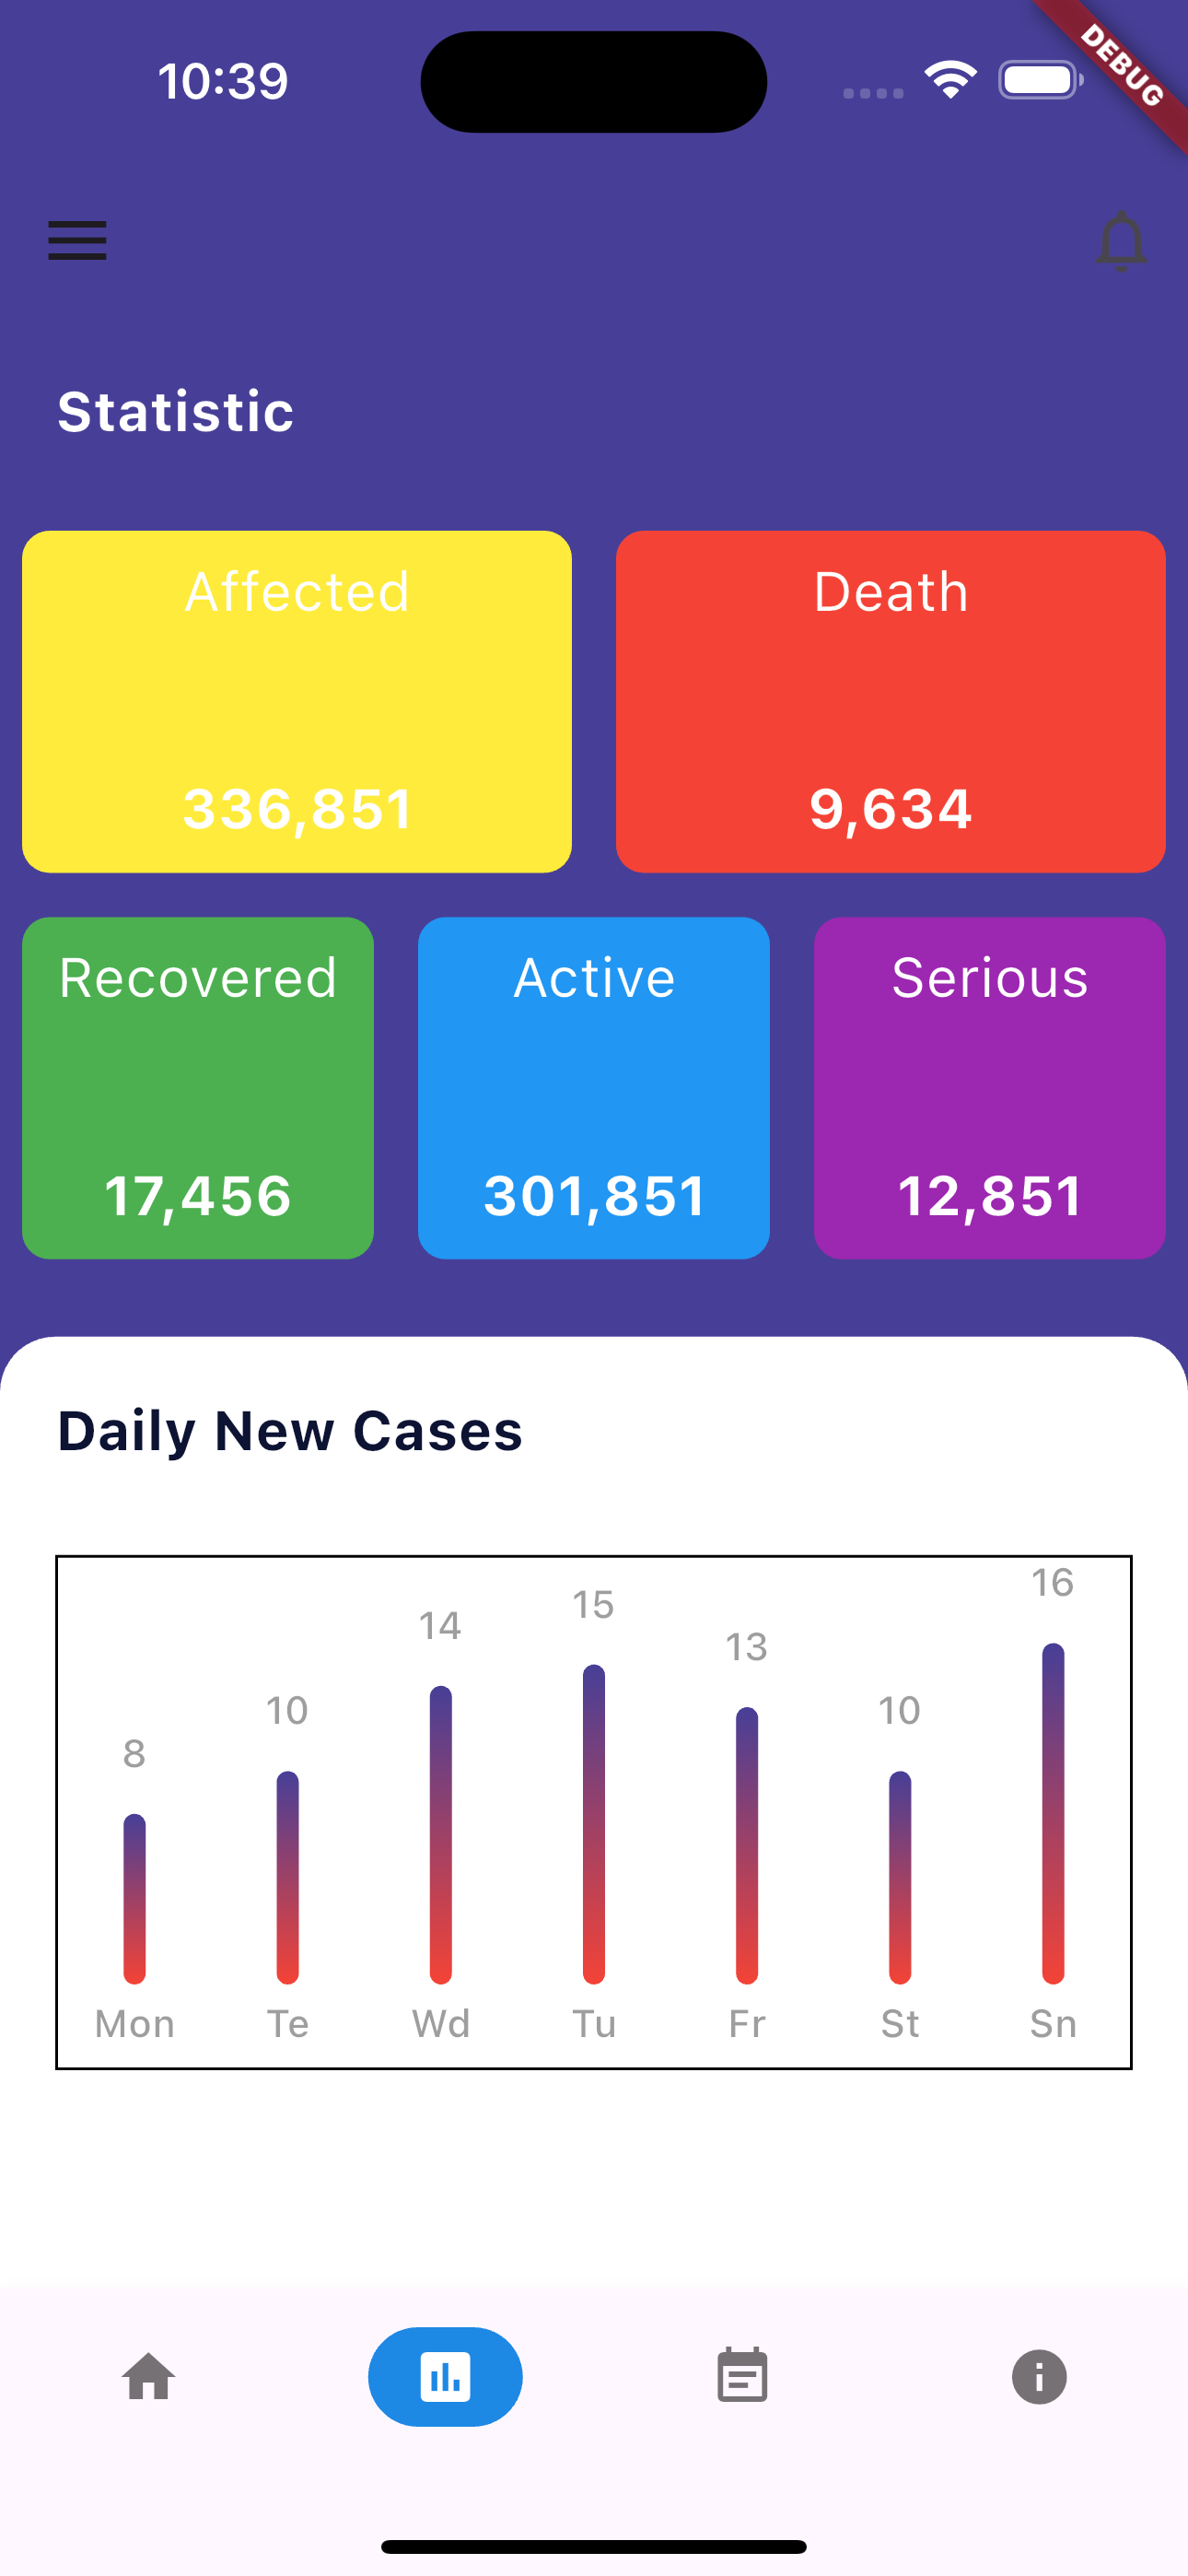 10:39
DEBUG
Statistic
Affected
Death
336,851
9,634
Recovered
Active
Serious
17,456
301,851
12,851
Daily New Cases
8
10
14
15
13
10
16
Mon
Te
Wd
Tu
Fr
St
Sn